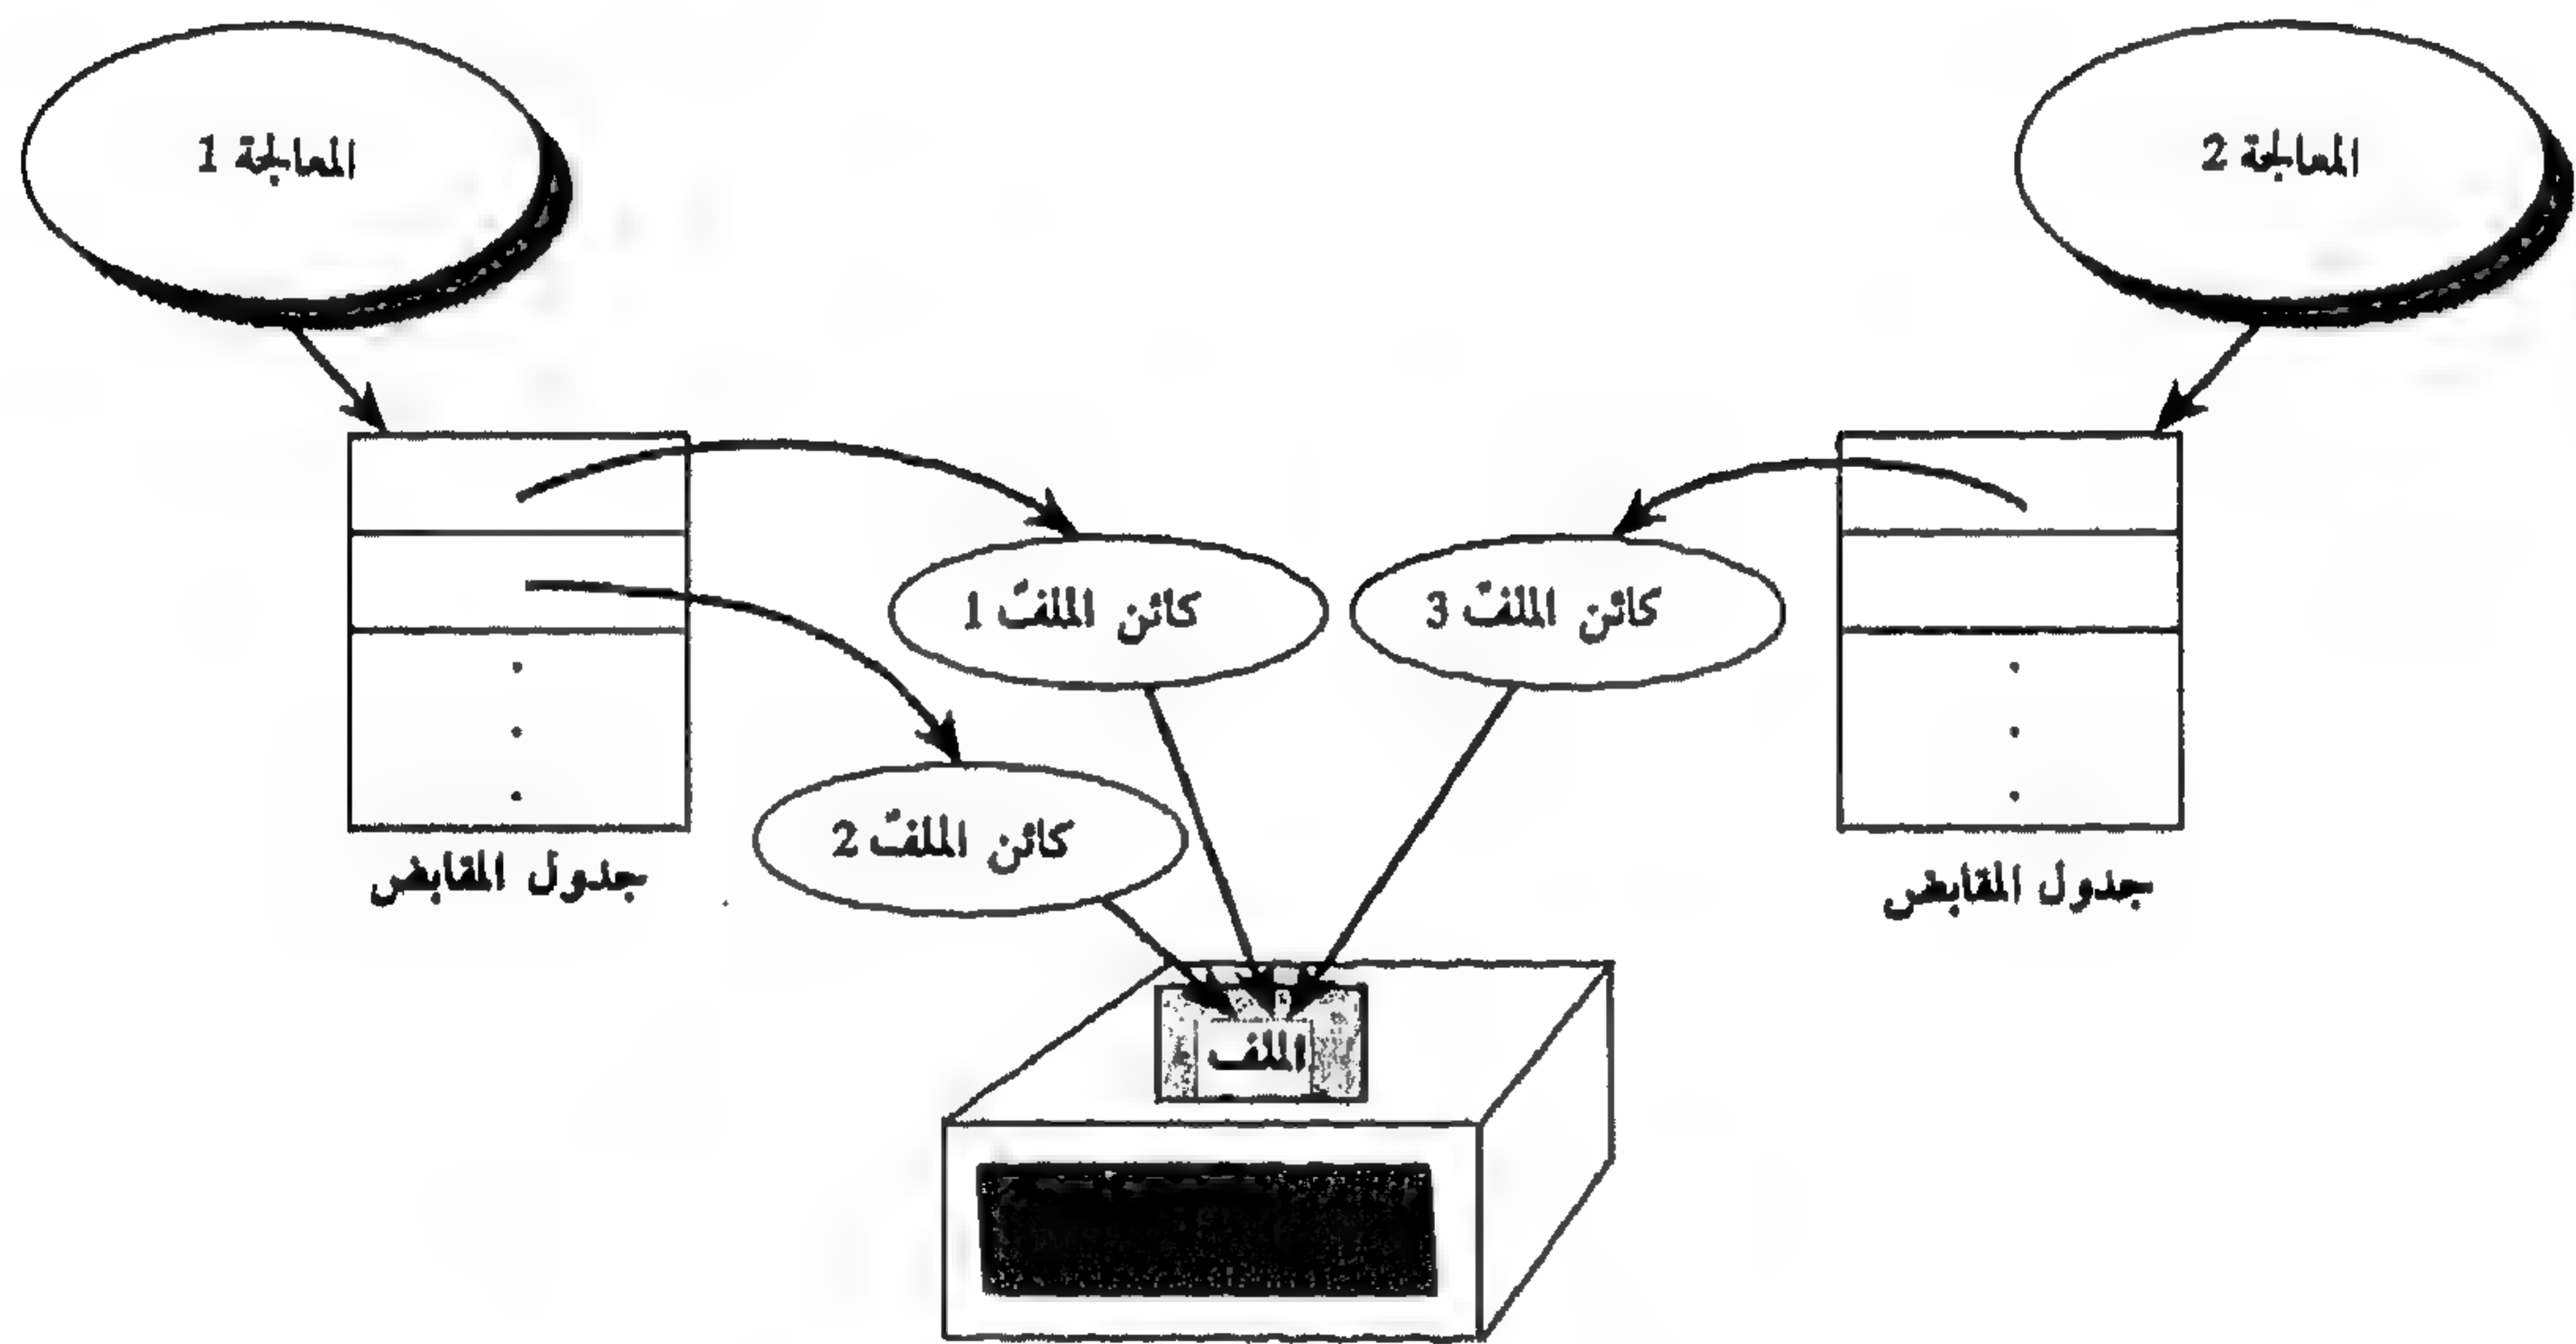 المعالجة 1
المعالجة 2
كائن الملفّ 1
كائن الملفّ 3
كائن الملفّ 2
جدول المقابض
جدول المقابض
الملف